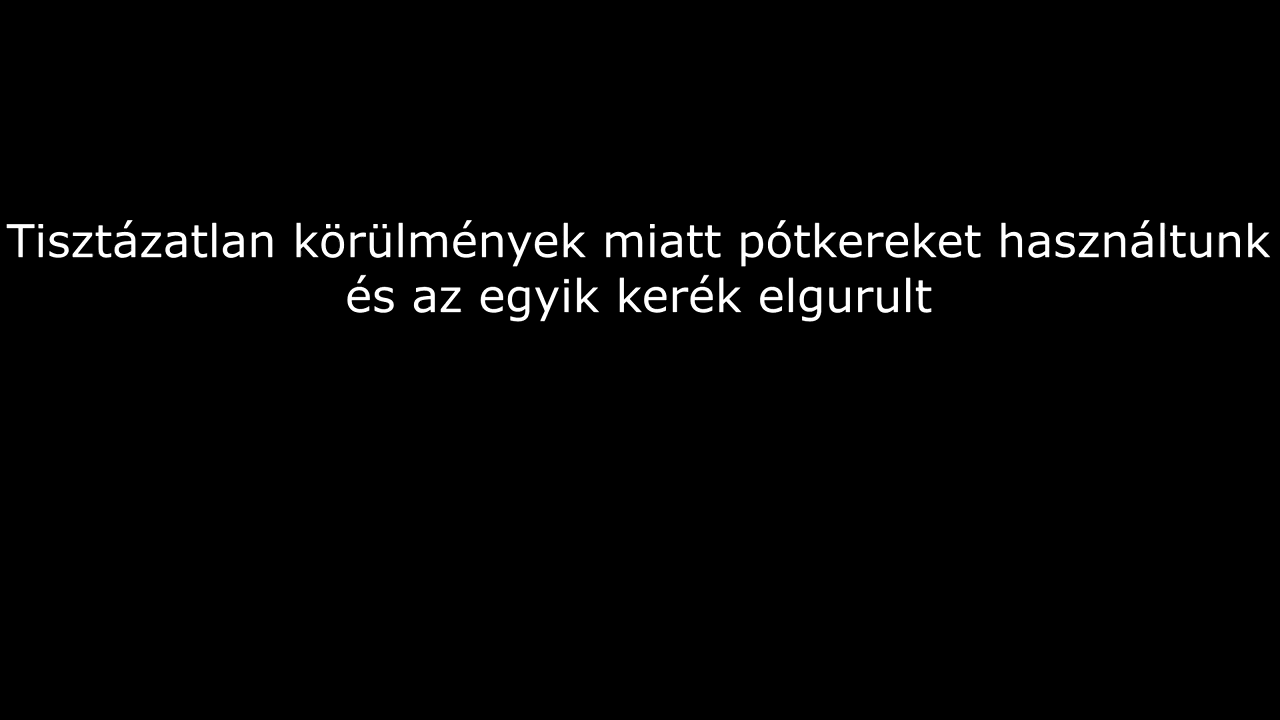 Tisztázatlan körülmények miatt pótkereket használtunk
és az egyik kerék elgurult